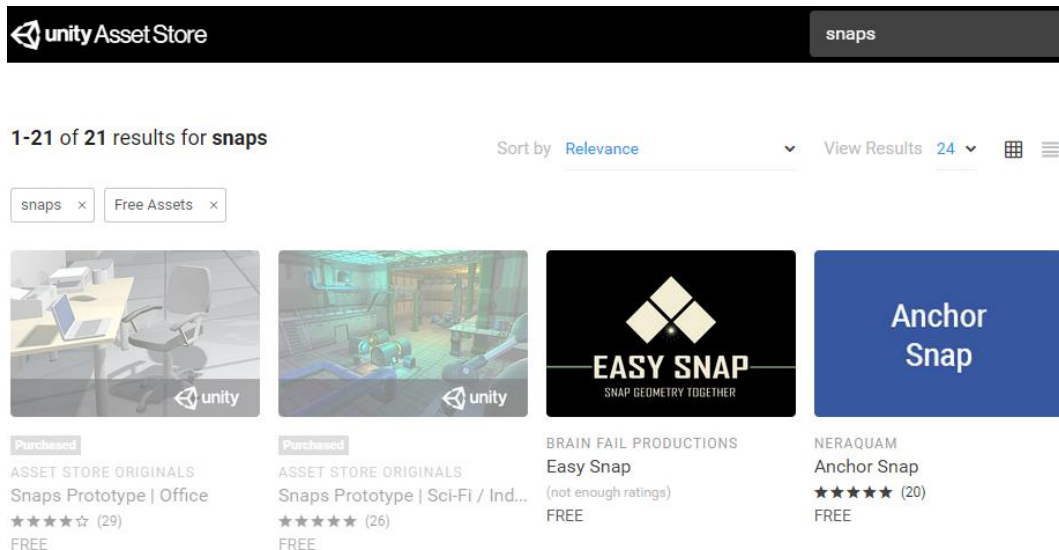 unity Asset Store
snaps
1-21 of 21 results for snaps
Sort by Relevance
View Results 24
snaps ×
Free Assets ×
unity
unity
EASY SNAP
SNAP GEOMETRY TOGETHER
Anchor
Snap
Purchased
ASSET STORE ORIGINALS
Snaps Prototype | Office
★★★★☆ (29)
FREE
Purchased
ASSET STORE ORIGINALS
Snaps Prototype | Sci-Fi / Ind...
★★★★★ (26)
FREE
BRAIN FAIL PRODUCTIONS
Easy Snap
(not enough ratings)
FREE
NERAQUAM
Anchor Snap
★★★★★ (20)
FREE